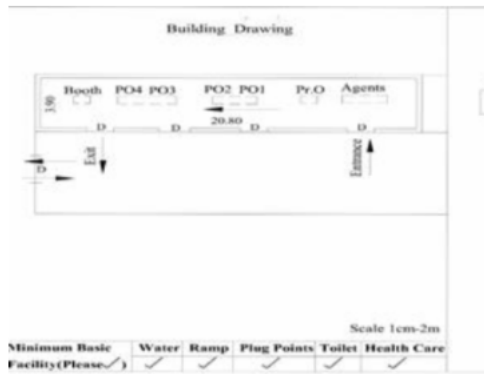 Building Drawing
Booth PO4 PO3 PO2 PO1 Pr.O Agents
3.90
20.80
D D D D
Exit Entrance
D
Scale 1cm-2m
Minimum Basic Water Ramp Plug Points Toilet Health Care
Facility(Please✓) ✓ ✓ ✓ ✓ ✓